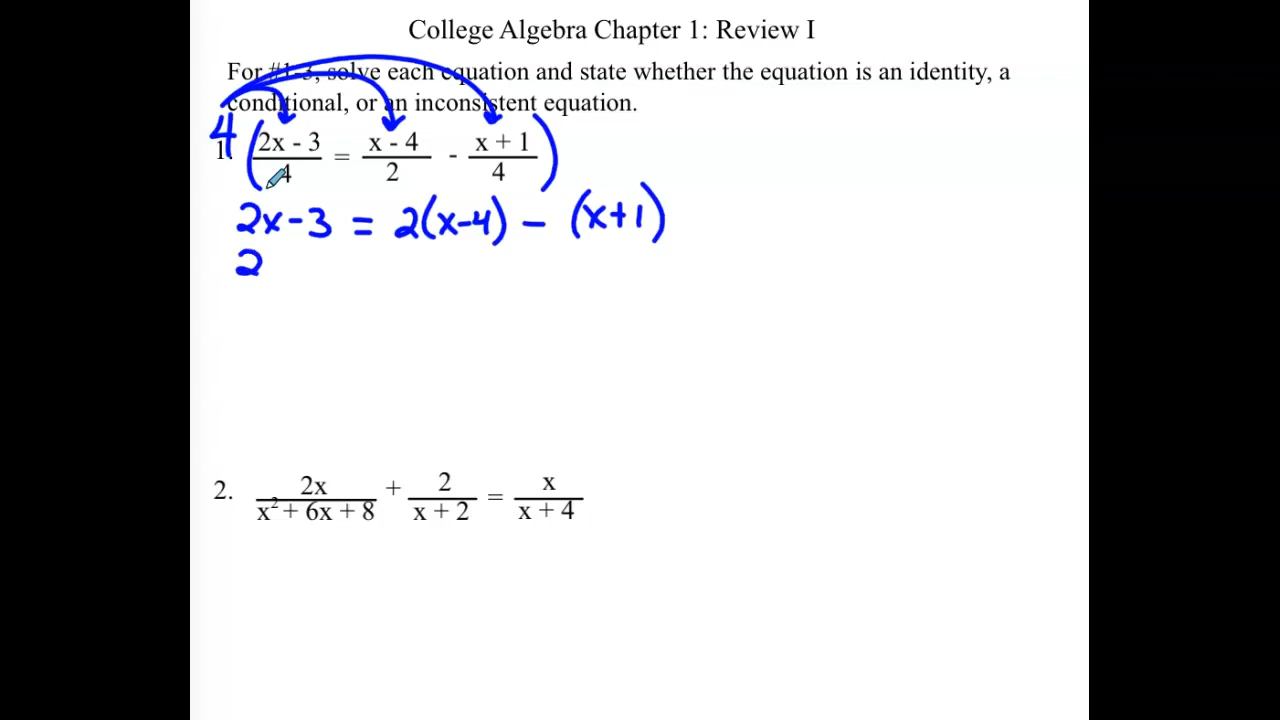 College Algebra Chapter 1: Review I
For #1-3, solve each equation and state whether the equation is an identity, a
conditional, or an inconsistent equation.
1. 4 ( (2x - 3)/4 = (x - 4)/2 - (x + 1)/4 )
2x - 3 = 2(x-4) - (x+1)
2
2. 2x/(x² + 6x + 8) + 2/(x + 2) = x/(x + 4)